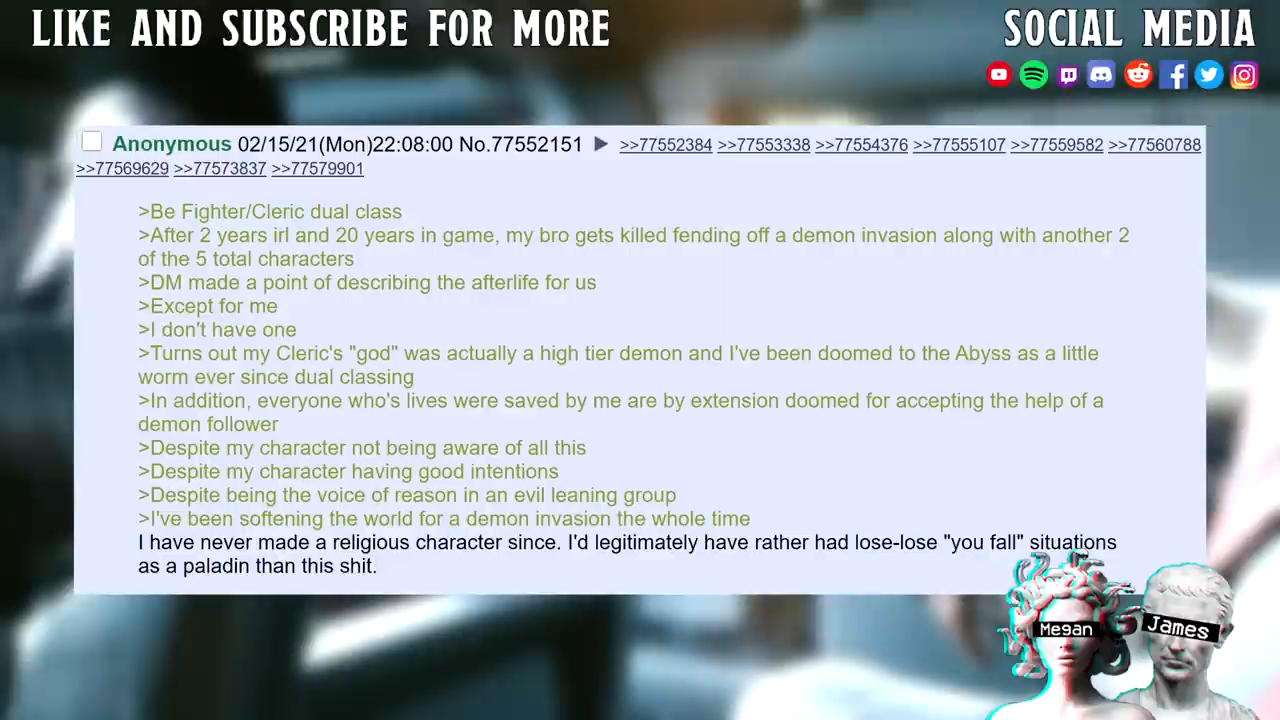 LIKE AND SUBSCRIBE FOR MORE
SOCIAL MEDIA
Anonymous 02/15/21(Mon)22:08:00 No.77552151 ▶ >>77552384 >>77553338 >>77554376 >>77555107 >>77559582 >>77560788
>>77569629 >>77573837 >>77579901
>Be Fighter/Cleric dual class
>After 2 years irl and 20 years in game, my bro gets killed fending off a demon invasion along with another 2
of the 5 total characters
>DM made a point of describing the afterlife for us
>Except for me
>I don't have one
>Turns out my Cleric's "god" was actually a high tier demon and I've been doomed to the Abyss as a little
worm ever since dual classing
>In addition, everyone who's lives were saved by me are by extension doomed for accepting the help of a
demon follower
>Despite my character not being aware of all this
>Despite my character having good intentions
>Despite being the voice of reason in an evil leaning group
>I've been softening the world for a demon invasion the whole time
I have never made a religious character since. I'd legitimately have rather had lose-lose "you fall" situations
as a paladin than this shit.
Megan
James